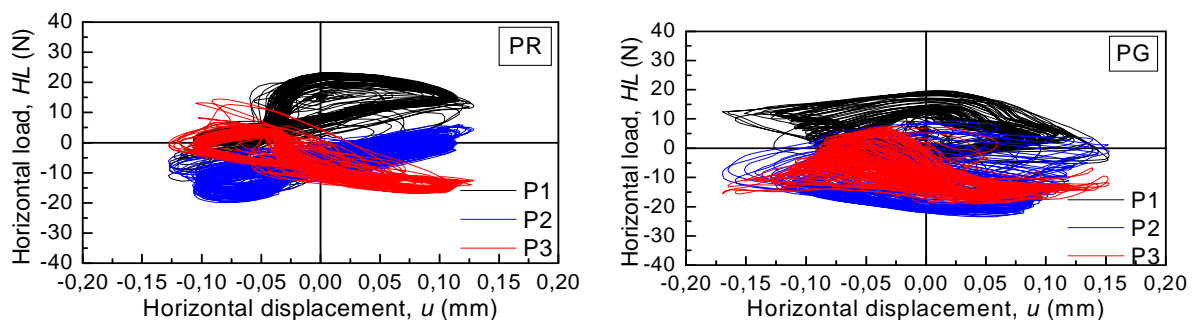 40
30
20
10
0
-10
-20
-30
-40
Horizontal load, HL (N)
PR
P1
P2
P3
-0,20 -0,15 -0,10 -0,05 0,00 0,05 0,10 0,15 0,20
Horizontal displacement, u (mm)
40
30
20
10
0
-10
-20
-30
-40
Horizontal load, HL (N)
PG
P1
P2
P3
-0,20 -0,15 -0,10 -0,05 0,00 0,05 0,10 0,15 0,20
Horizontal displacement, u (mm)